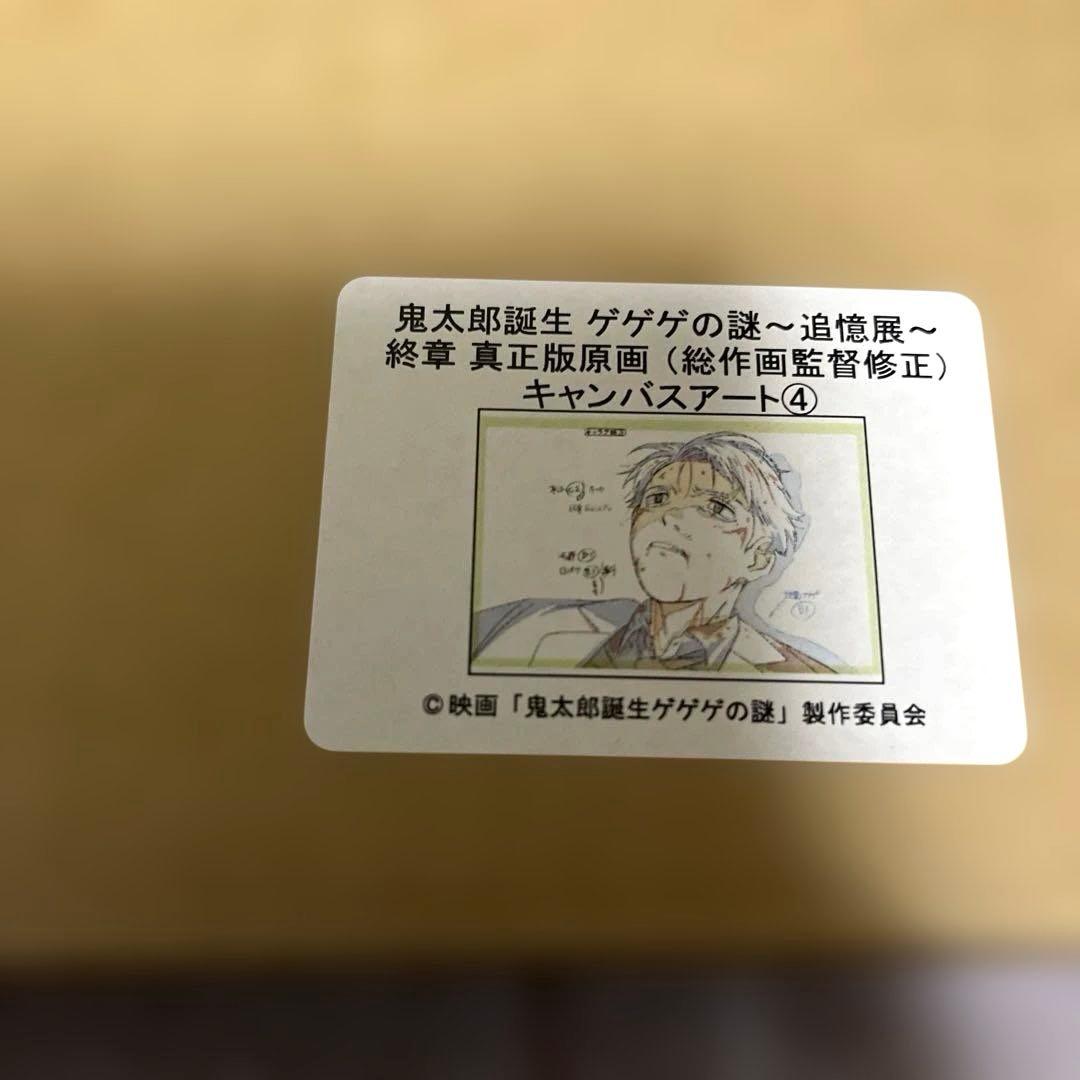 鬼太郎誕生 ゲゲゲの謎～追憶展～
終章 真正版原画（総作画監督修正）
キャンバスアート④
©映画「鬼太郎誕生ゲゲゲの謎」製作委員会